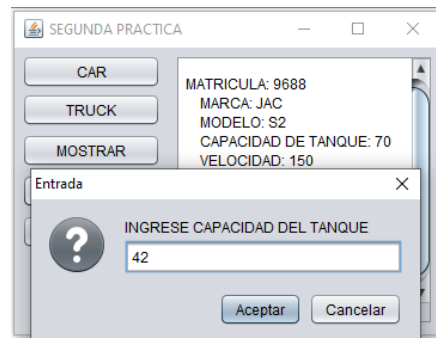 SEGUNDA PRACTICA
CAR
TRUCK
MOSTRAR
MATRICULA: 9688
MARCA: JAC
MODELO: S2
CAPACIDAD DE TANQUE: 70
VELOCIDAD: 150
Entrada
INGRESE CAPACIDAD DEL TANQUE
42
Aceptar
Cancelar